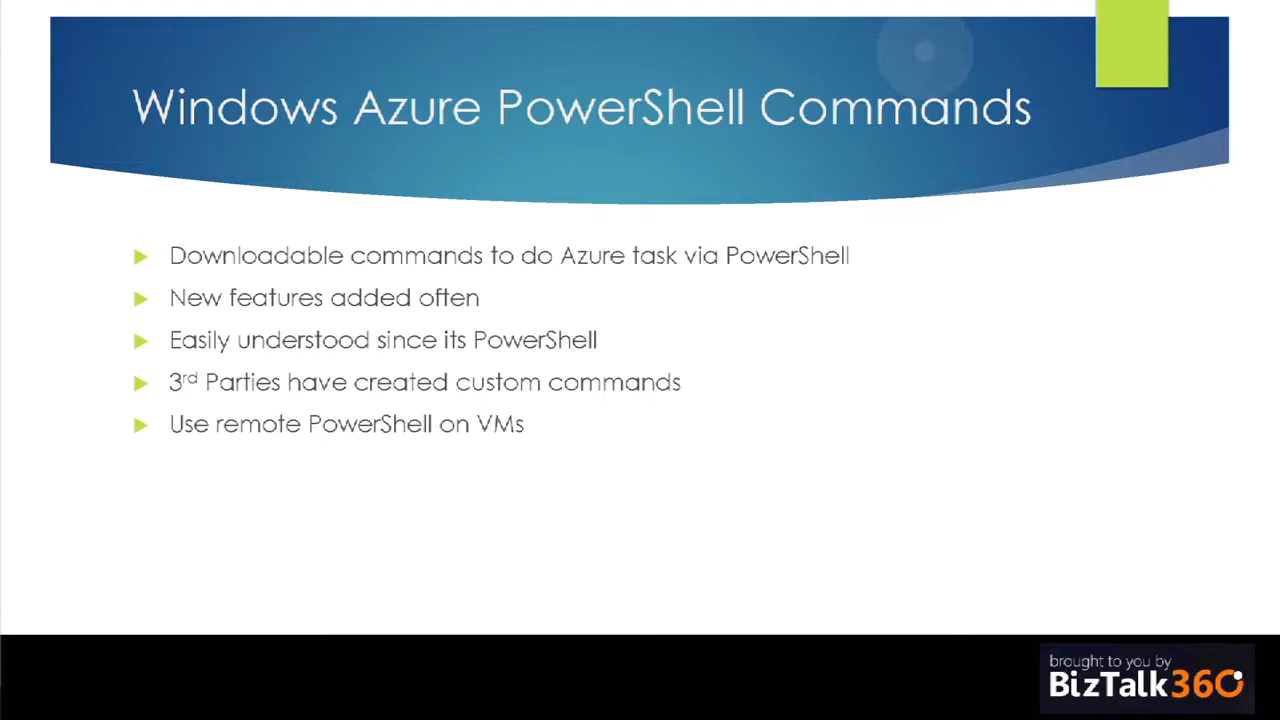 Windows Azure PowerShell Commands
Downloadable commands to do Azure task via PowerShell
New features added often
Easily understood since its PowerShell
3rd Parties have created custom commands
Use remote PowerShell on VMs
brought to you by
BizTalk360